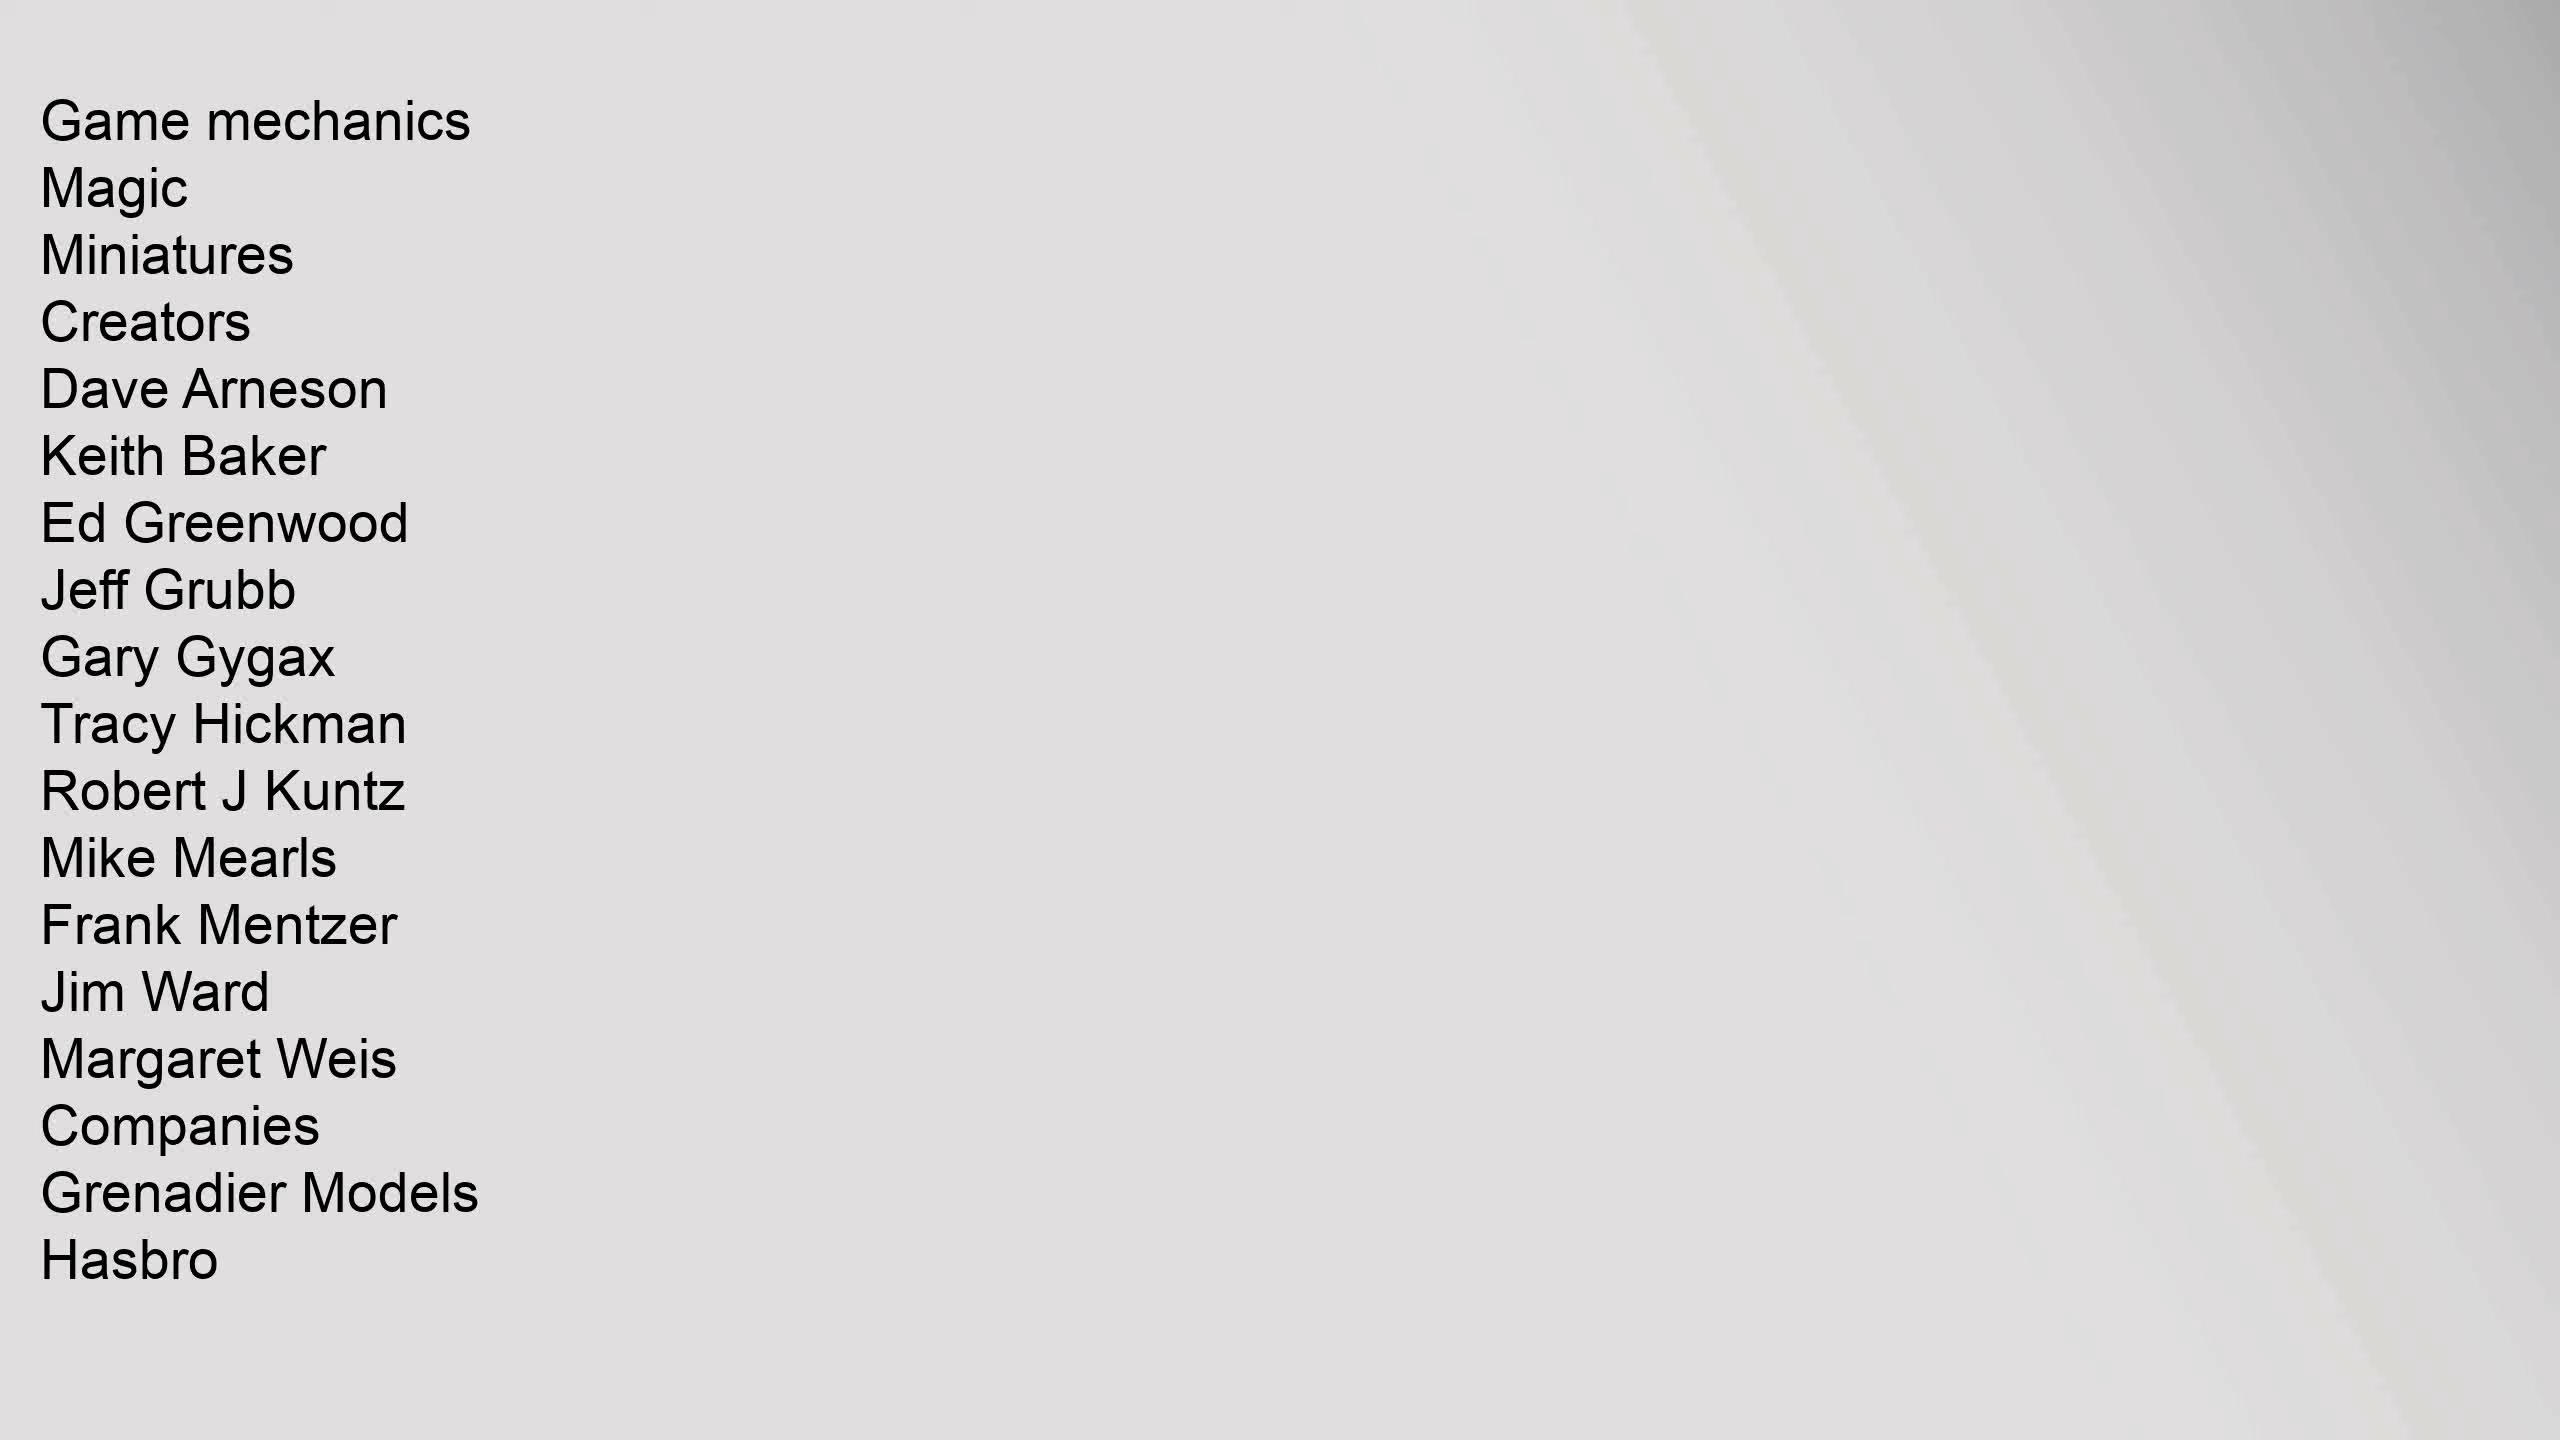 Game mechanics
Magic
Miniatures
Creators
Dave Arneson
Keith Baker
Ed Greenwood
Jeff Grubb
Gary Gygax
Tracy Hickman
Robert J Kuntz
Mike Mearls
Frank Mentzer
Jim Ward
Margaret Weis
Companies
Grenadier Models
Hasbro